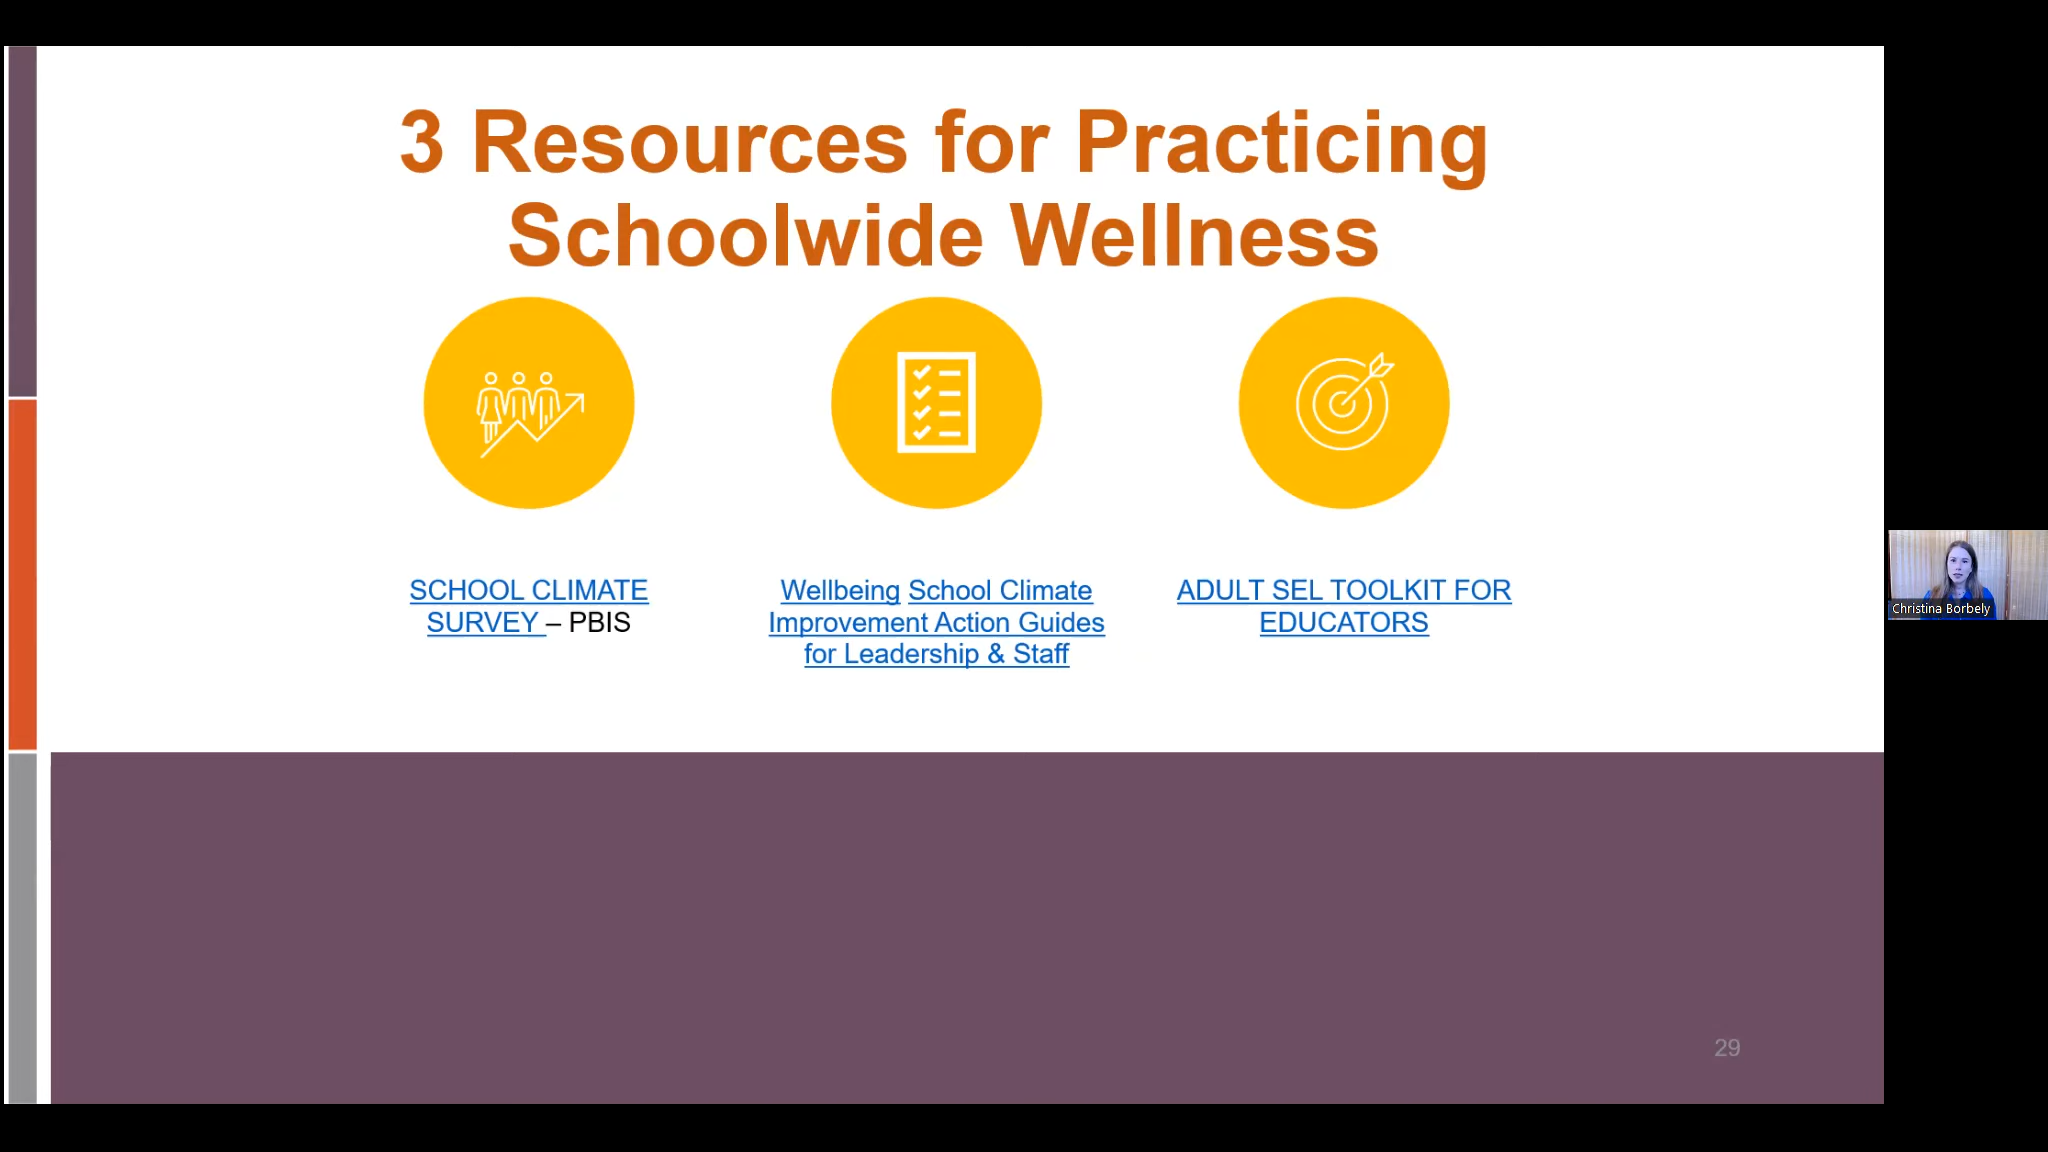 3 Resources for Practicing
Schoolwide Wellness
SCHOOL CLIMATE
SURVEY – PBIS
Wellbeing School Climate
Improvement Action Guides
for Leadership & Staff
ADULT SEL TOOLKIT FOR
EDUCATORS
Christina Borbely
29